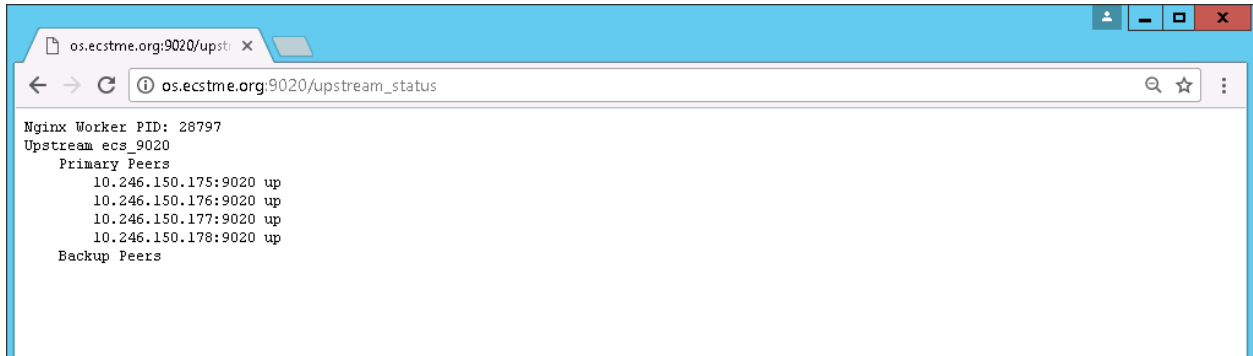 os.ecstme.org:9020/upstr
os.ecstme.org:9020/upstream_status
Nginx Worker PID: 28797
Upstream ecs_9020
Primary Peers
10.246.150.175:9020 up
10.246.150.176:9020 up
10.246.150.177:9020 up
10.246.150.178:9020 up
Backup Peers